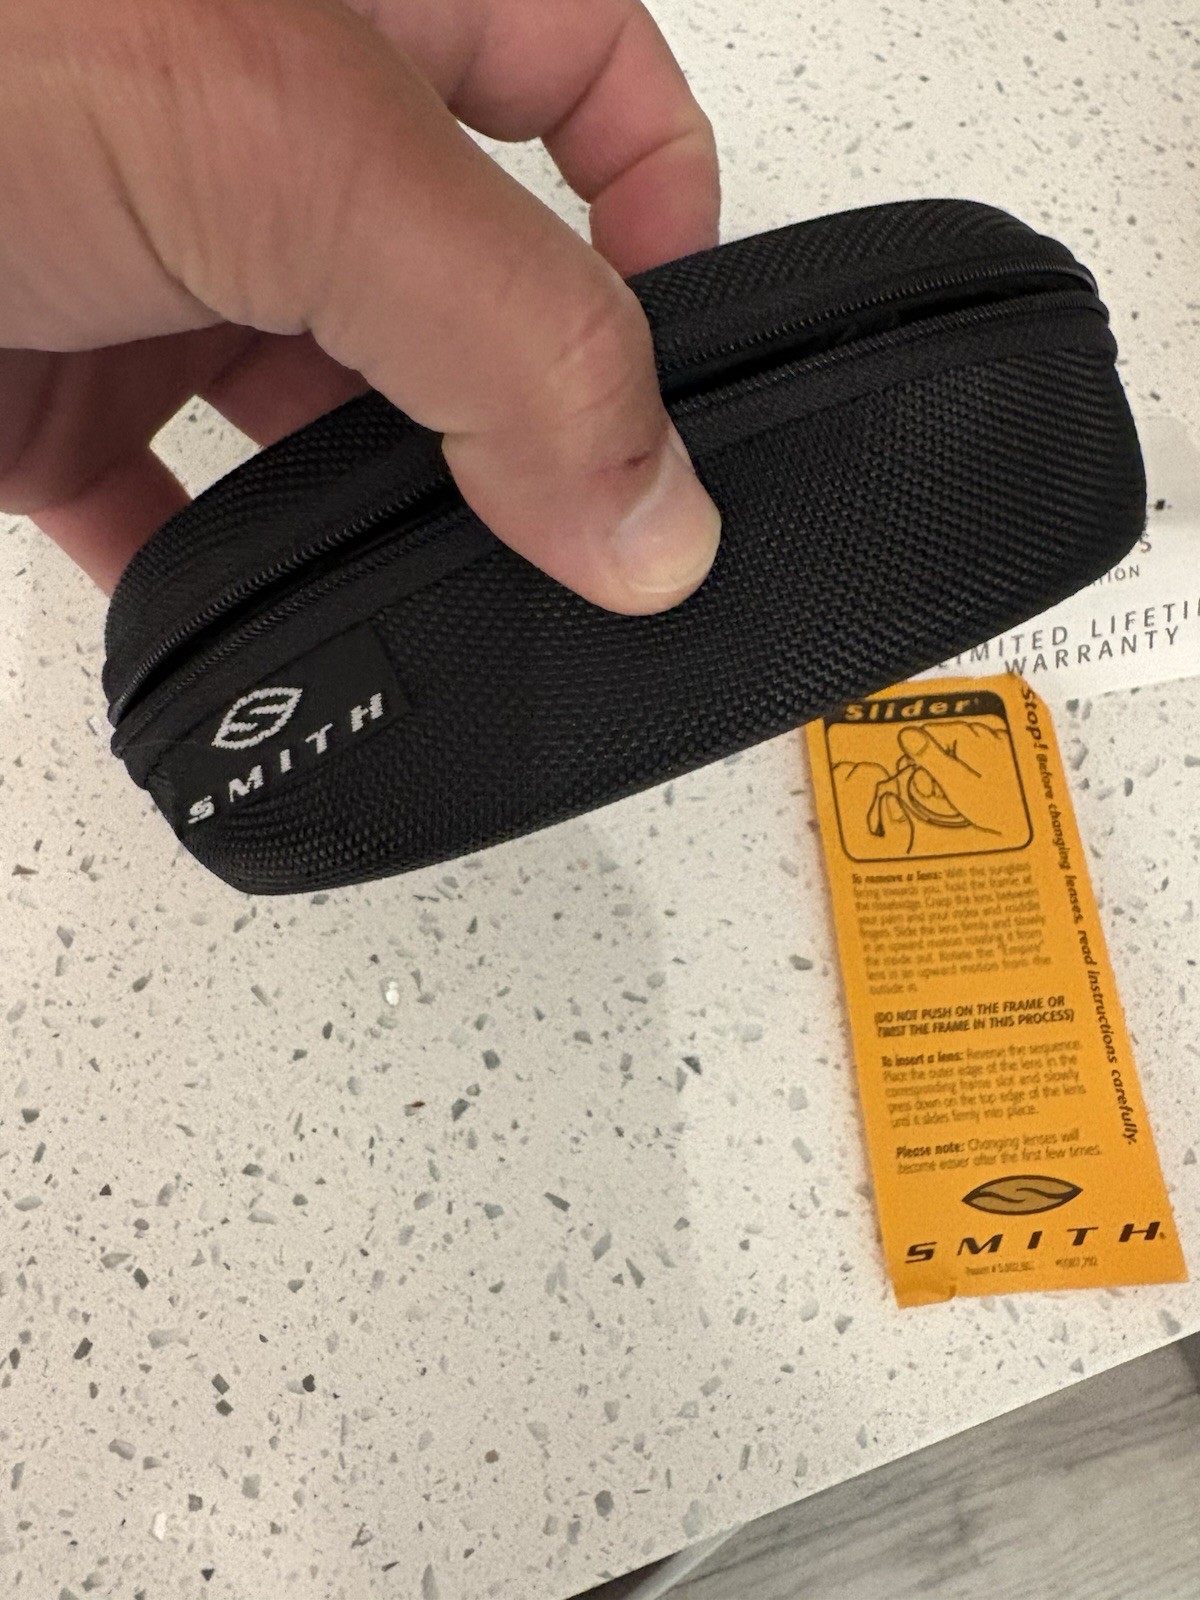 SMITH
S
TION
LIMITED LIFETI
WARRANTY
Slider
Stop! Before changing lenses, read instructions carefully.
To remove a lens: With the sunglass
facing towards you, hold the frame at
the nosebridge. Grasp the lens between
your palm and your index and middle
fingers. Slide the lens firmly and slowly
in an upward motion rotating it from
the inside out. Rotate the "Empty"
lens in an upward motion from the
outside in.
(DO NOT PUSH ON THE FRAME OR
TWIST THE FRAME IN THIS PROCESS)
To insert a lens: Reverse the sequence.
Place the outer edge of the lens in the
corresponding frame slot and slowly
press down on the top edge of the lens
until it slides firmly into place.
Please note: Changing lenses will
become easier after the first few times.
SMITH